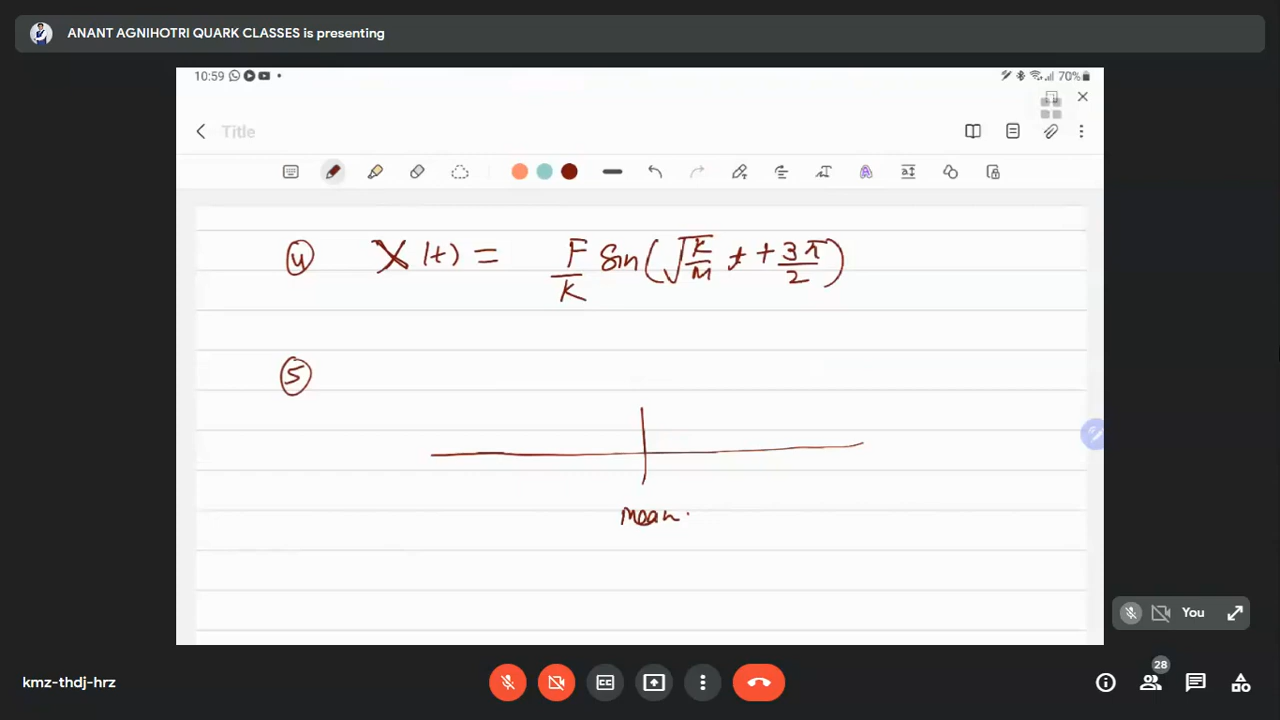 ANANT AGNIHOTRI QUARK CLASSES is presenting
10:59 70%
Title
④ X(t) = F/K Sin(√(K/M) t + 3π/2)
⑤
mean.
You
kmz-thdj-hrz
CC
28